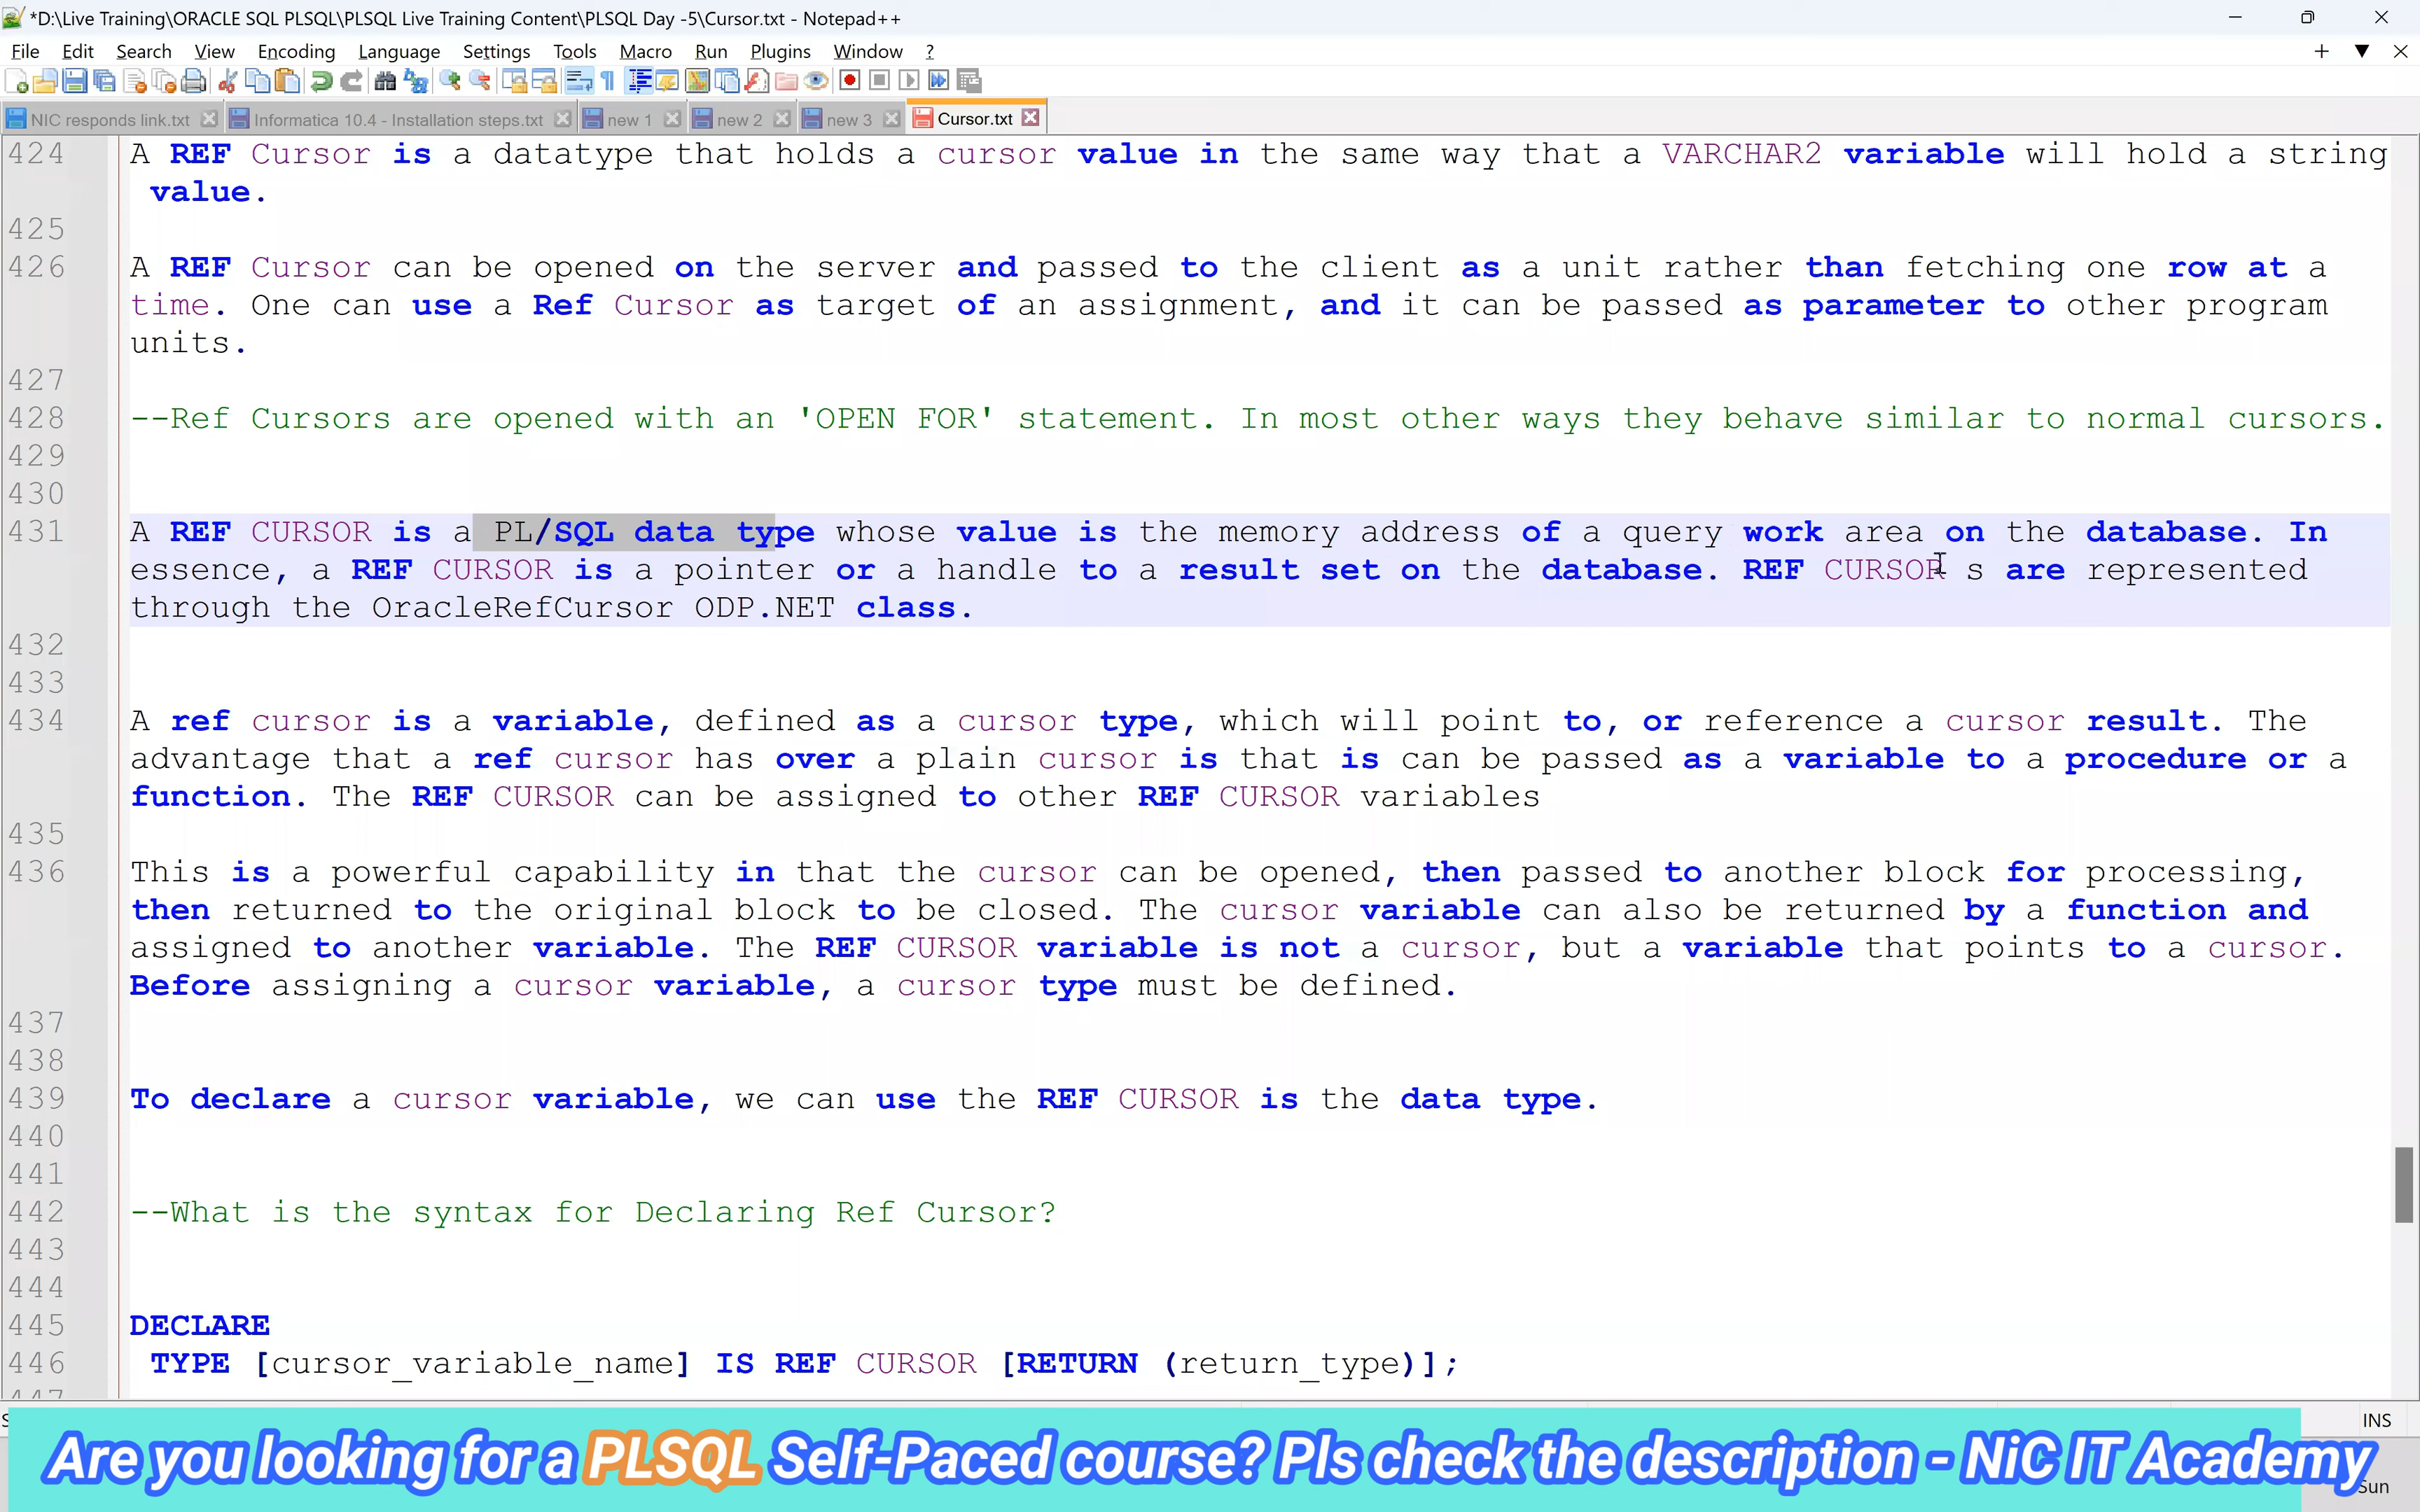 *D:\Live Training\ORACLE SQL PLSQL\PLSQL Live Training Content\PLSQL Day -5\Cursor.txt - Notepad++
File Edit Search View Encoding Language Settings Tools Macro Run Plugins Window ?
NIC responds link.txt Informatica 10.4 - Installation steps.txt new 1 new 2 new 3 Cursor.txt
424 A REF Cursor is a datatype that holds a cursor value in the same way that a VARCHAR2 variable will hold a string
value.
425
426 A REF Cursor can be opened on the server and passed to the client as a unit rather than fetching one row at a
time. One can use a Ref Cursor as target of an assignment, and it can be passed as parameter to other program
units.
427
428 --Ref Cursors are opened with an 'OPEN FOR' statement. In most other ways they behave similar to normal cursors.
429
430
431 A REF CURSOR is a PL/SQL data type whose value is the memory address of a query work area on the database. In
essence, a REF CURSOR is a pointer or a handle to a result set on the database. REF CURSOR s are represented
through the OracleRefCursor ODP.NET class.
432
433
434 A ref cursor is a variable, defined as a cursor type, which will point to, or reference a cursor result. The
advantage that a ref cursor has over a plain cursor is that is can be passed as a variable to a procedure or a
function. The REF CURSOR can be assigned to other REF CURSOR variables
435
436 This is a powerful capability in that the cursor can be opened, then passed to another block for processing,
then returned to the original block to be closed. The cursor variable can also be returned by a function and
assigned to another variable. The REF CURSOR variable is not a cursor, but a variable that points to a cursor.
Before assigning a cursor variable, a cursor type must be defined.
437
438
439 To declare a cursor variable, we can use the REF CURSOR is the data type.
440
441
442 --What is the syntax for Declaring Ref Cursor?
443
444
445 DECLARE
446 TYPE [cursor_variable_name] IS REF CURSOR [RETURN (return_type)];
447
INS
Are you looking for a PLSQL Self-Paced course? Pls check the description - NiC IT Academy
Sun